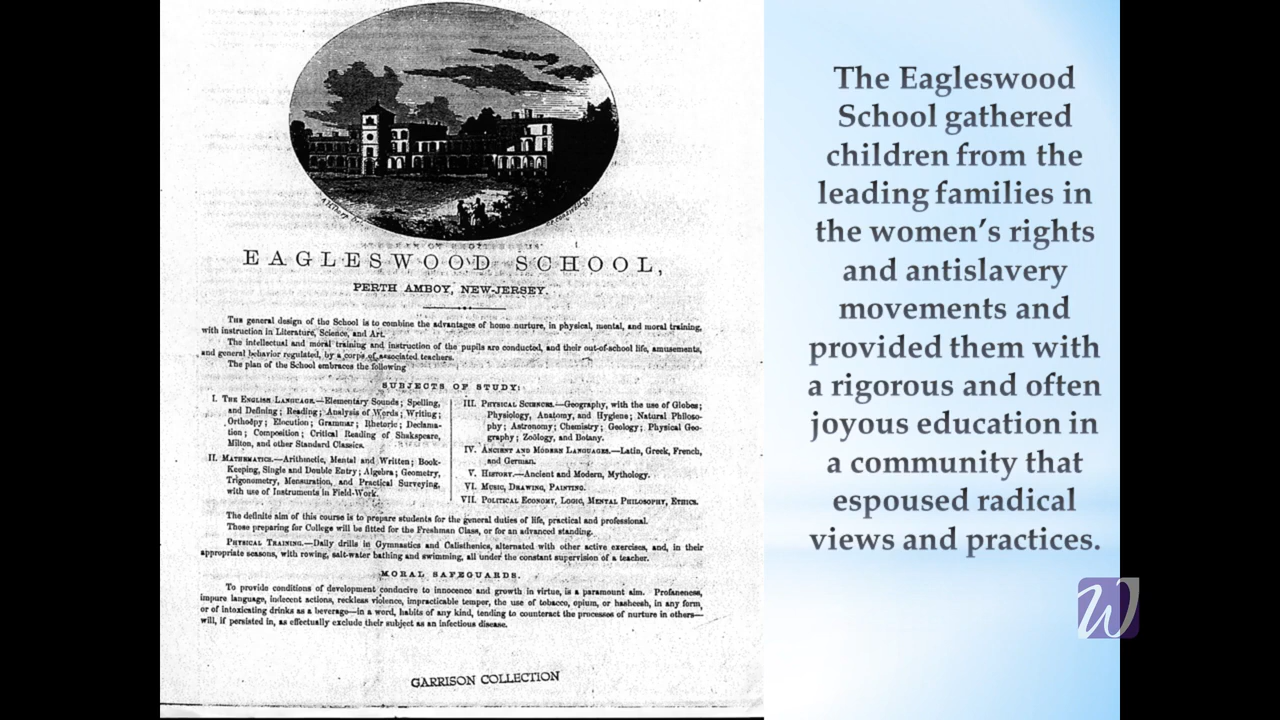 EAGLESWOOD SCHOOL,
PERTH AMBOY, NEW-JERSEY.
The general design of the School is to combine the advantages of home nurture, in physical, mental, and moral training,
with instruction in Literature, Science, and Art.
The intellectual and moral training and instruction of the pupils are conducted, and their out-of-school life, amusements,
and general behavior regulated, by a corps of associated teachers.
The plan of the School embraces the following
SUBJECTS OF STUDY:
I. The English Language.—Elementary Sounds; Spelling,
and Defining; Reading; Analysis of Words; Writing;
Orthoëpy; Elocution; Grammar; Rhetoric; Declama-
tion; Composition; Critical Reading of Shakspeare,
Milton, and other Standard Classics.
II. Mathematics.—Arithmetic, Mental and Written; Book-
Keeping, Single and Double Entry; Algebra; Geometry,
Trigonometry, Mensuration, and Practical Surveying,
with use of Instruments in Field-Work.
III. Physical Sciences.—Geography, with the use of Globes;
Physiology, Anatomy, and Hygiene; Natural Philoso-
phy; Astronomy; Chemistry; Geology; Physical Geo-
graphy; Zoölogy, and Botany.
IV. Ancient and Modern Languages.—Latin, Greek, French,
and German.
V. History.—Ancient and Modern, Mythology.
VI. Music, Drawing, Painting.
VII. Political Economy, Logic, Mental Philosophy, Ethics.
The definite aim of this course is to prepare students for the general duties of life, practical and professional.
Those preparing for College will be fitted for the Freshman Class, or for an advanced standing.
Physical Training.—Daily drills in Gymnastics and Calisthenics, alternated with other active exercises, and, in their
appropriate seasons, with rowing, salt-water bathing and swimming, all under the constant supervision of a teacher.
MORAL SAFEGUARDS.
To provide conditions of development conducive to innocence and growth in virtue, is a paramount aim. Profaneness,
impure language, indecent actions, reckless violence, impracticable temper, the use of tobacco, opium, or hasheesh, in any form,
or of intoxicating drinks as a beverage—in a word, habits of any kind, tending to counteract the processes of nurture in others—
will, if persisted in, as effectually exclude their subject as an infectious disease.
GARRISON COLLECTION
The Eagleswood
School gathered
children from the
leading families in
the women's rights
and antislavery
movements and
provided them with
a rigorous and often
joyous education in
a community that
espoused radical
views and practices.
W